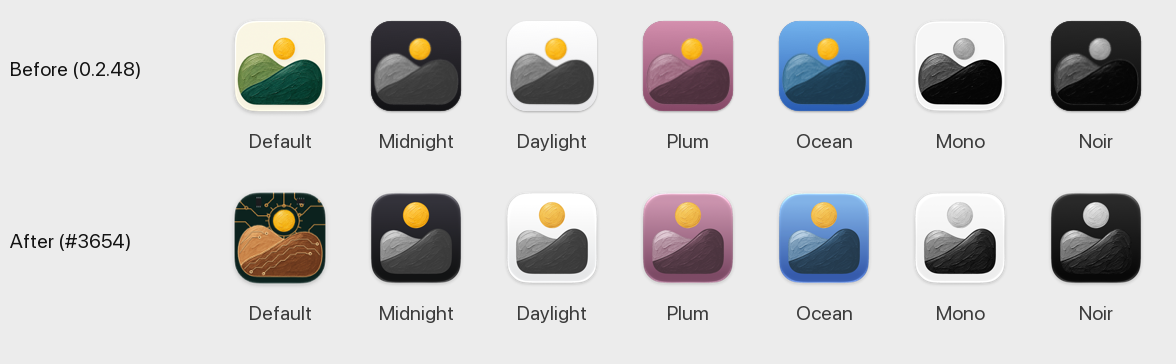 Before (0.2.48)
Default Midnight Daylight Plum Ocean Mono Noir
After (#3654)
Default Midnight Daylight Plum Ocean Mono Noir